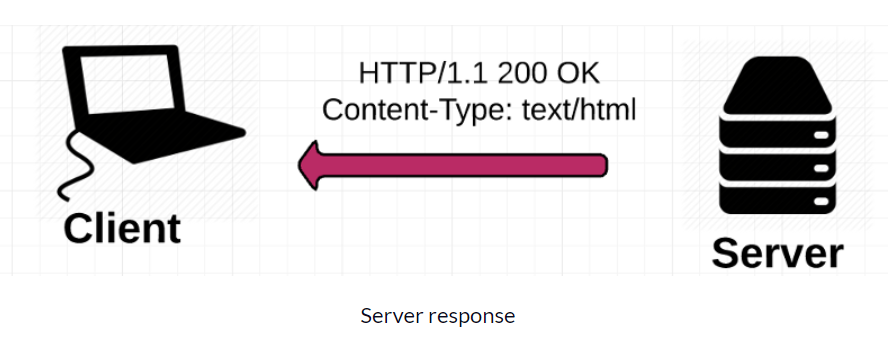 HTTP/1.1 200 OK
Content-Type: text/html
Client
Server
Server response